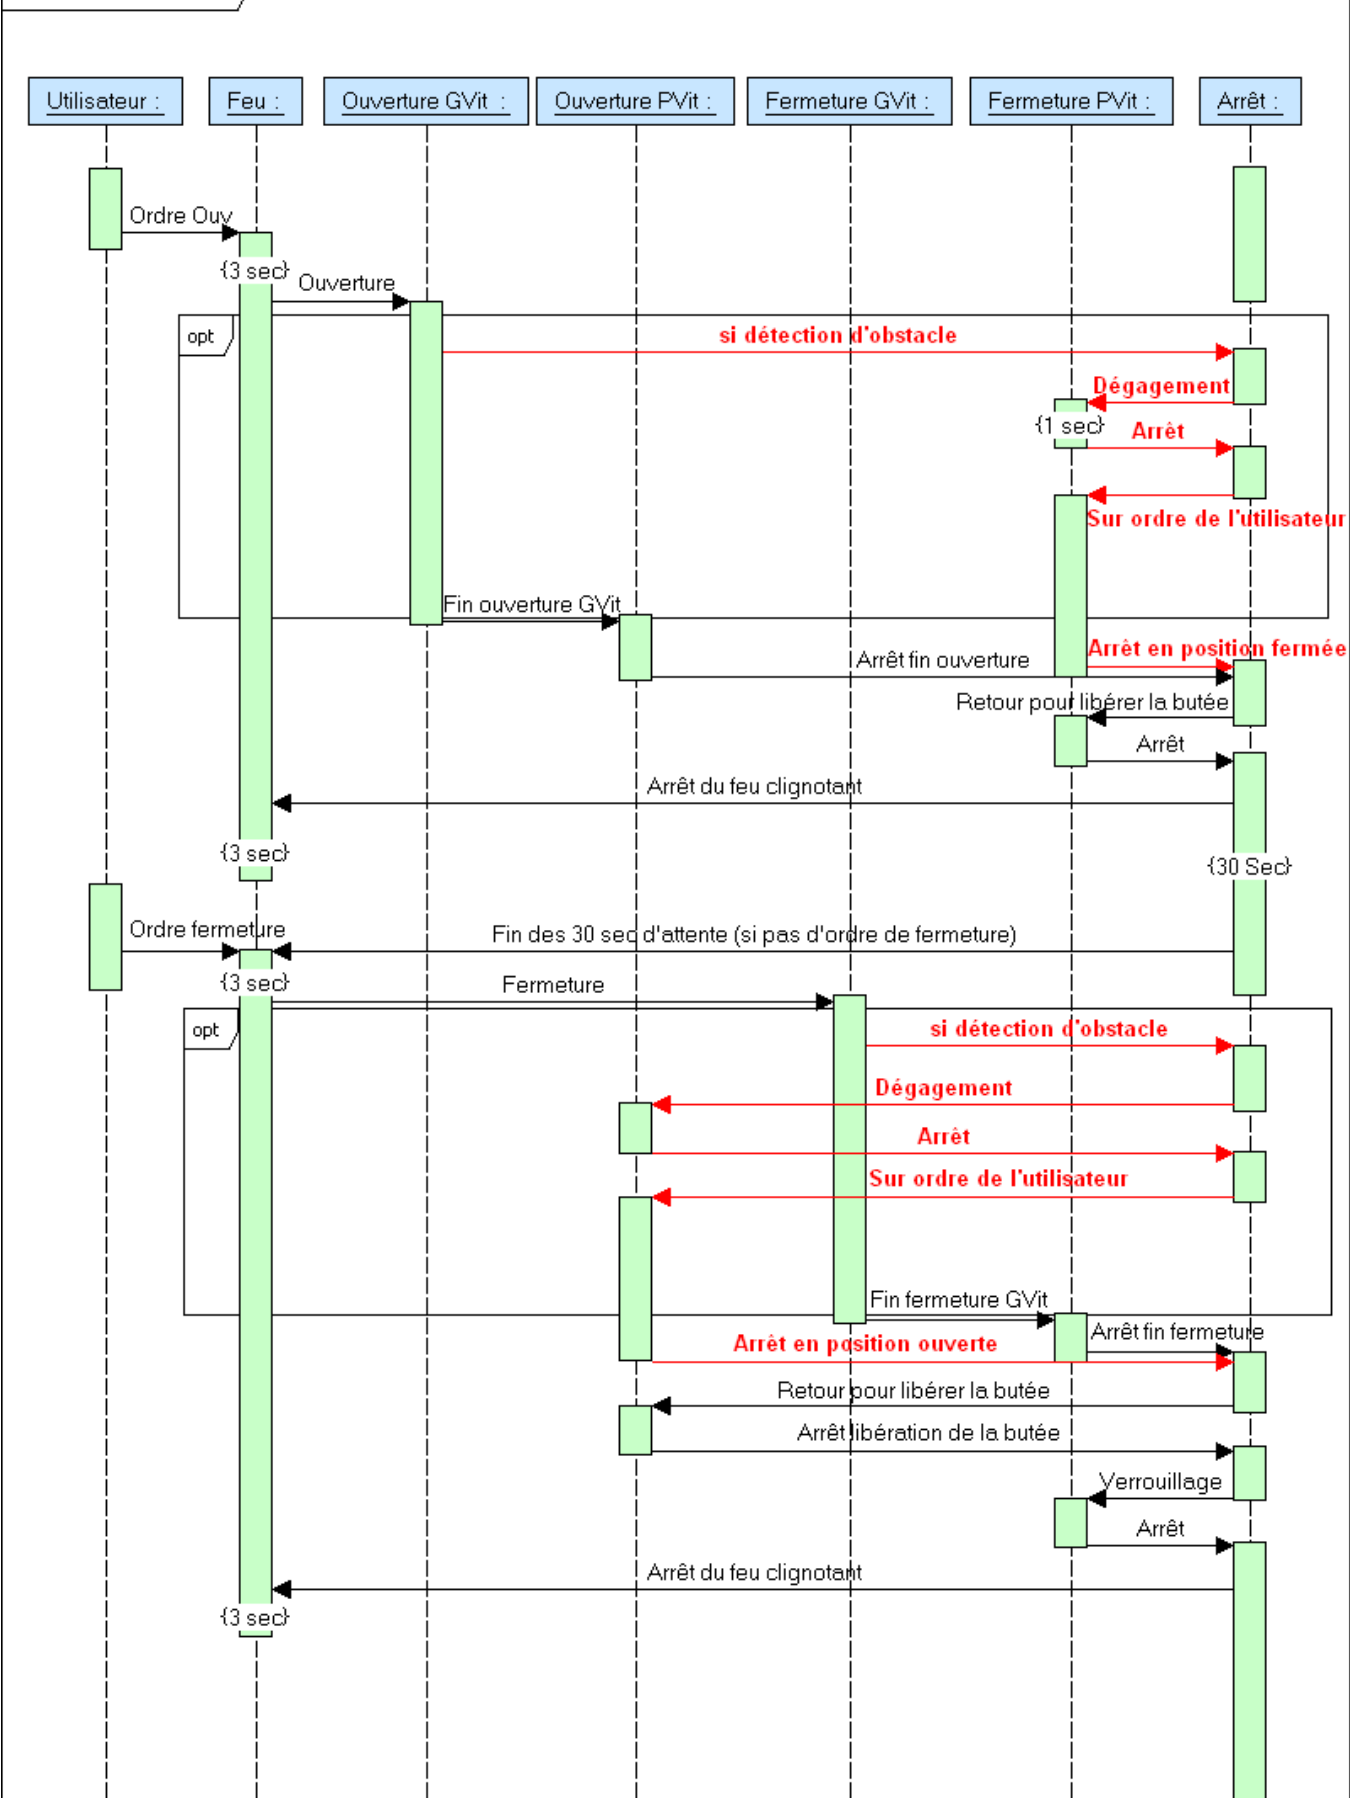 Utilisateur :
Feu :
Ouverture GVit :
Ouverture PVit :
Fermeture GVit :
Fermeture PVit :
Arrêt :
Ordre Ouv
{3 sec}
Ouverture
opt
si détection d'obstacle
Dégagement
{1 sec}
Arrêt
Sur ordre de l'utilisateur
Fin ouverture GVit
Arrêt en position fermée
Arrêt fin ouverture
Retour pour libérer la butée
Arrêt
Arrêt du feu clignotant
{3 sec}
{30 Sec}
Ordre fermeture
Fin des 30 sec d'attente (si pas d'ordre de fermeture)
{3 sec}
Fermeture
opt
si détection d'obstacle
Dégagement
Arrêt
Sur ordre de l'utilisateur
Fin fermeture GVit
Arrêt fin fermeture
Arrêt en position ouverte
Retour pour libérer la butée
Arrêt libération de la butée
Verrouillage
Arrêt
Arrêt du feu clignotant
{3 sec}